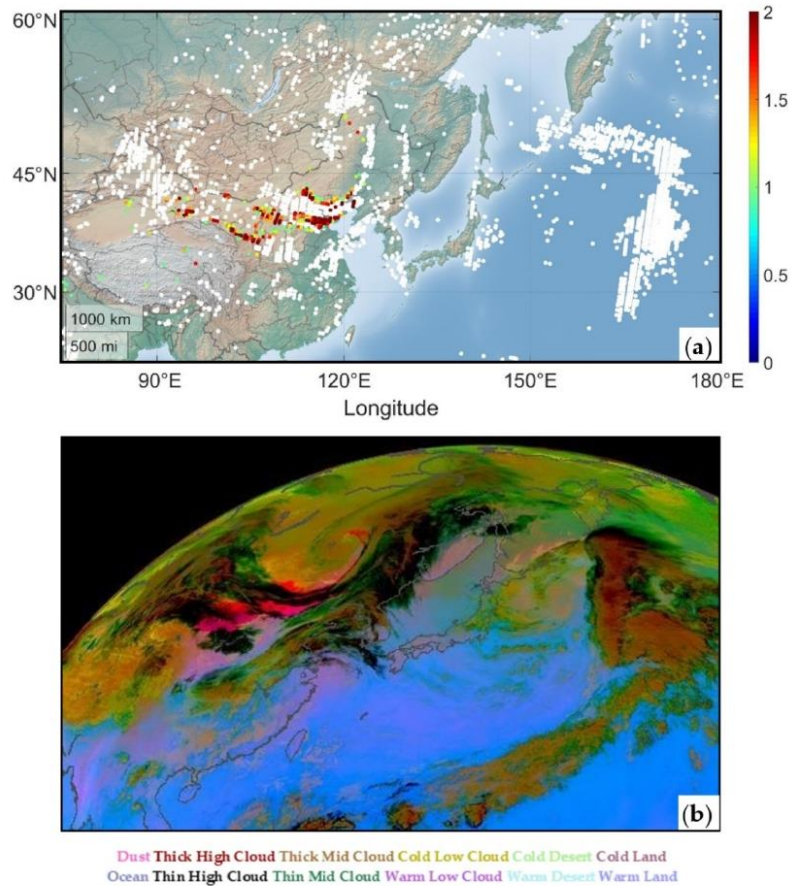 60°N
45°N
30°N
1000 km
500 mi
(a)
2
1.5
1
0.5
0
90°E 120°E 150°E 180°E
Longitude
(b)
Dust Thick High Cloud Thick Mid Cloud Cold Low Cloud Cold Desert Cold Land
Ocean Thin High Cloud Thin Mid Cloud Warm Low Cloud Warm Desert Warm Land